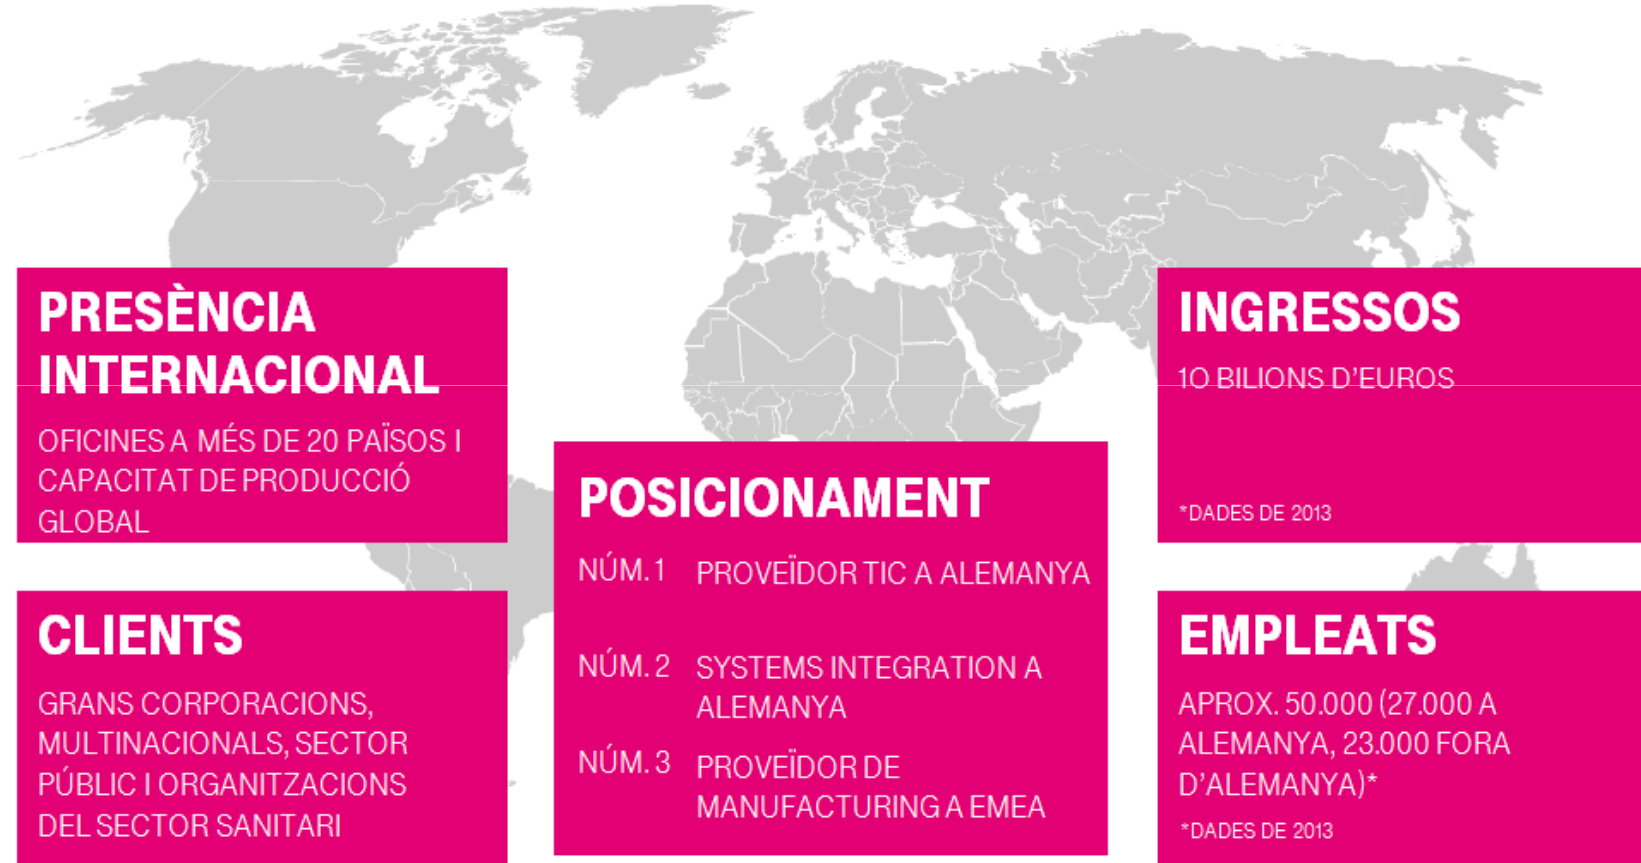 PRESÈNCIA
INTERNACIONAL
OFICINES A MÉS DE 20 PAÏSOS I
CAPACITAT DE PRODUCCIÓ
GLOBAL
CLIENTS
GRANS CORPORACIONS,
MULTINACIONALS, SECTOR
PÚBLIC I ORGANITZACIONS
DEL SECTOR SANITARI
POSICIONAMENT
NÚM. 1 PROVEÏDOR TIC A ALEMANYA
NÚM. 2 SYSTEMS INTEGRATION A
ALEMANYA
NÚM. 3 PROVEÏDOR DE
MANUFACTURING A EMEA
INGRESSOS
10 BILIONS D’EUROS
*DADES DE 2013
EMPLEATS
APROX. 50.000 (27.000 A
ALEMANYA, 23.000 FORA
D’ALEMANYA)*
*DADES DE 2013